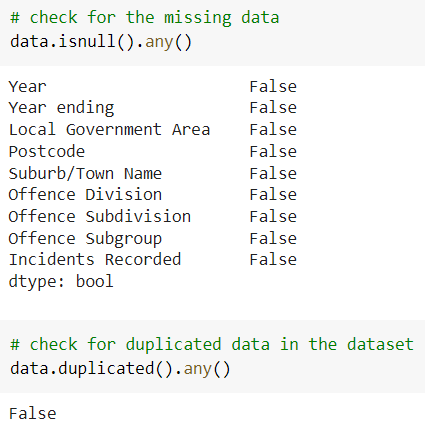 # check for the missing data
data.isnull().any()
Year False
Year ending False
Local Government Area False
Postcode False
Suburb/Town Name False
Offence Division False
Offence Subdivision False
Offence Subgroup False
Incidents Recorded False
dtype: bool
# check for duplicated data in the dataset
data.duplicated().any()
False